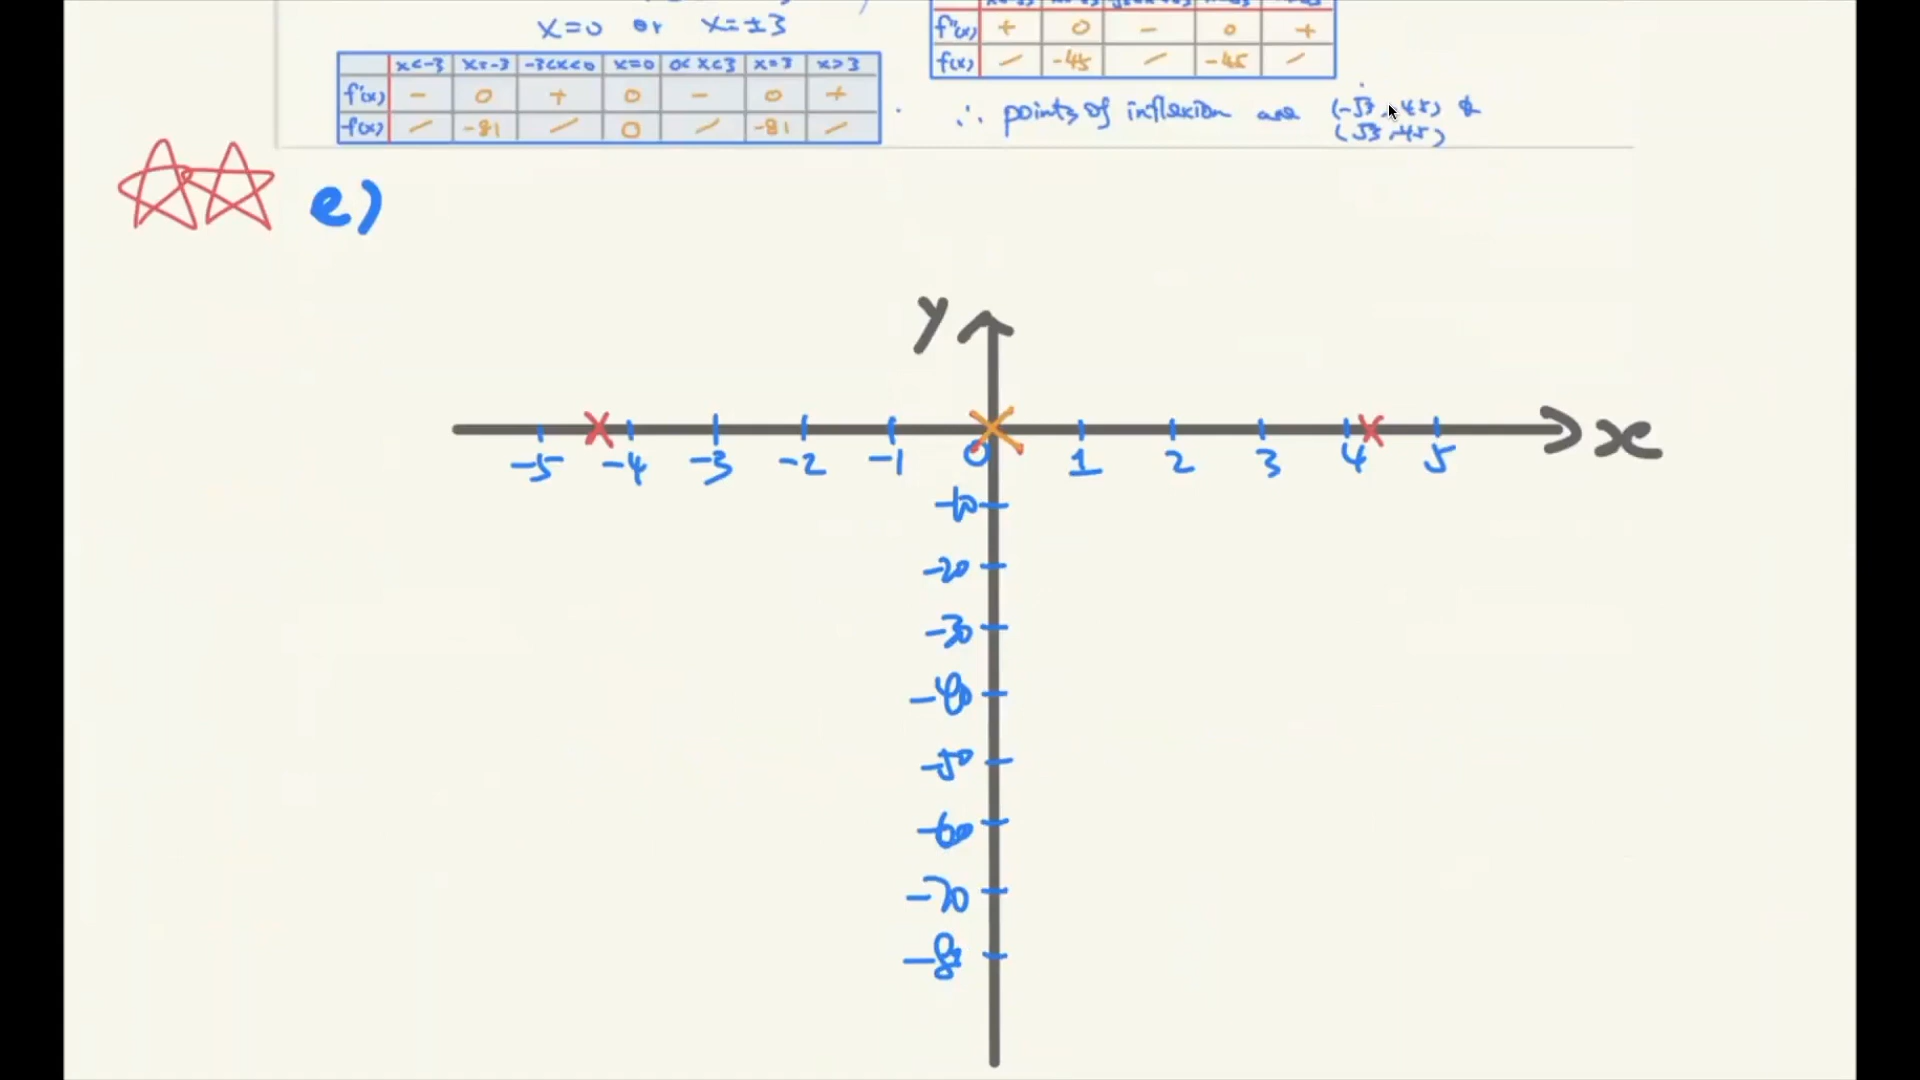 x=0 or x=±3
x<-3 x=-3 -3<x<0 x=0 0<x<3 x=3 x>3
f'(x) - 0 + 0 - 0 +
f(x) -81 0 -81
f''(x) + 0 - 0 +
f(x) -45 -45
∴ points of inflexion are (-√3, -45) &
(√3, -45)
e)
y
x
-5 -4 -3 -2 -1 0 1 2 3 4 5
-10
-20
-30
-40
-50
-60
-70